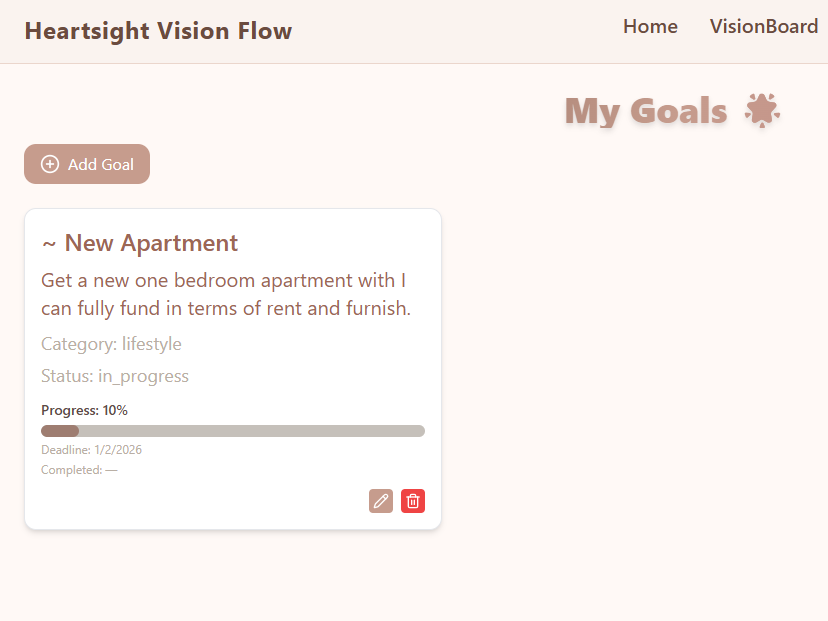 Heartsight Vision Flow
Home
VisionBoard
My Goals
Add Goal
~ New Apartment
Get a new one bedroom apartment with I
can fully fund in terms of rent and furnish.
Category: lifestyle
Status: in_progress
Progress: 10%
Deadline: 1/2/2026
Completed: —